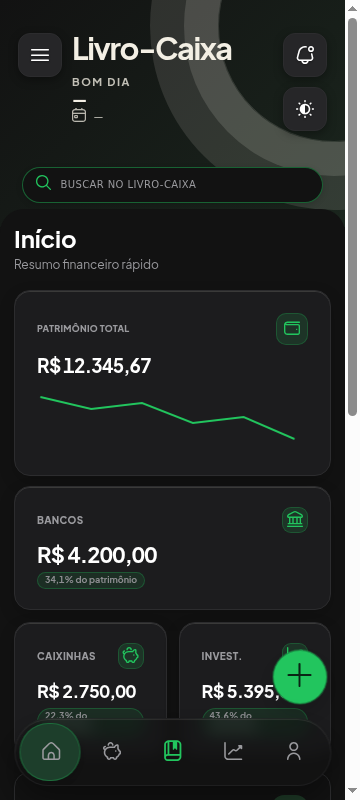 Livro-Caixa
BOM DIA
—
—
BUSCAR NO LIVRO-CAIXA
Início
Resumo financeiro rápido
PATRIMÔNIO TOTAL
R$ 12.345,67
BANCOS
R$ 4.200,00
34,1% do patrimônio
CAIXINHAS
INVEST.
R$ 2.750,00
R$ 5.395,
22,3% do
43,6% do